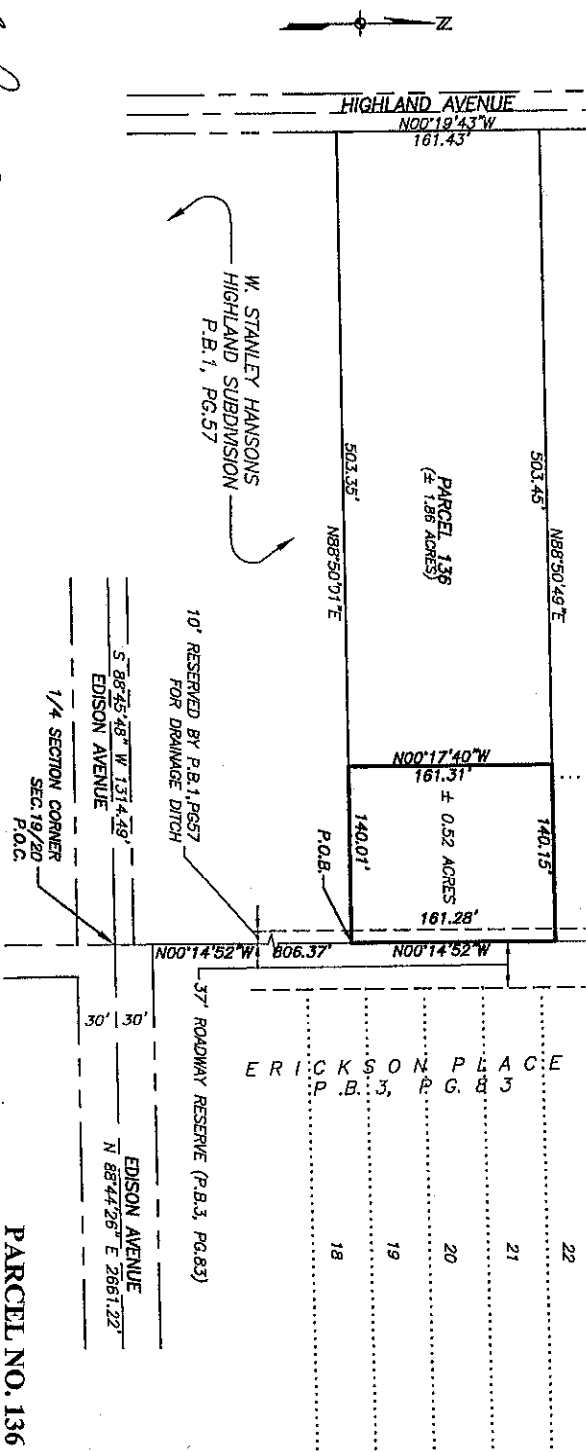 N
HIGHLAND AVENUE
N00°19'43"W
161.43'
503.45'
N88°50'49"E
PARCEL 136
(± 1.86 ACRES)
503.35'
N88°50'01"E
N00°17'40"W
161.31'
± 0.52 ACRES
140.15'
140.01'
161.28'
N00°14'52"W
P.O.B.
W. STANLEY HANSONS
HIGHLAND SUBDIVISION
P.B.1, PG.57
10' RESERVED BY P.B.1,PG57
FOR DRAINAGE DITCH
N00°14'52"W
806.37'
S 88°45'48" W 1314.49'
EDISON AVENUE
1/4 SECTION CORNER
SEC.19/20
P.O.C.
30'
30'
37' ROADWAY RESERVE (P.B.3, PG.83)
EDISON AVENUE
N 88°44'26" E 2661.22'
ERICKSON PLACE
P.B. 3, PG. 83
22
21
20
19
18
PARCEL NO. 136